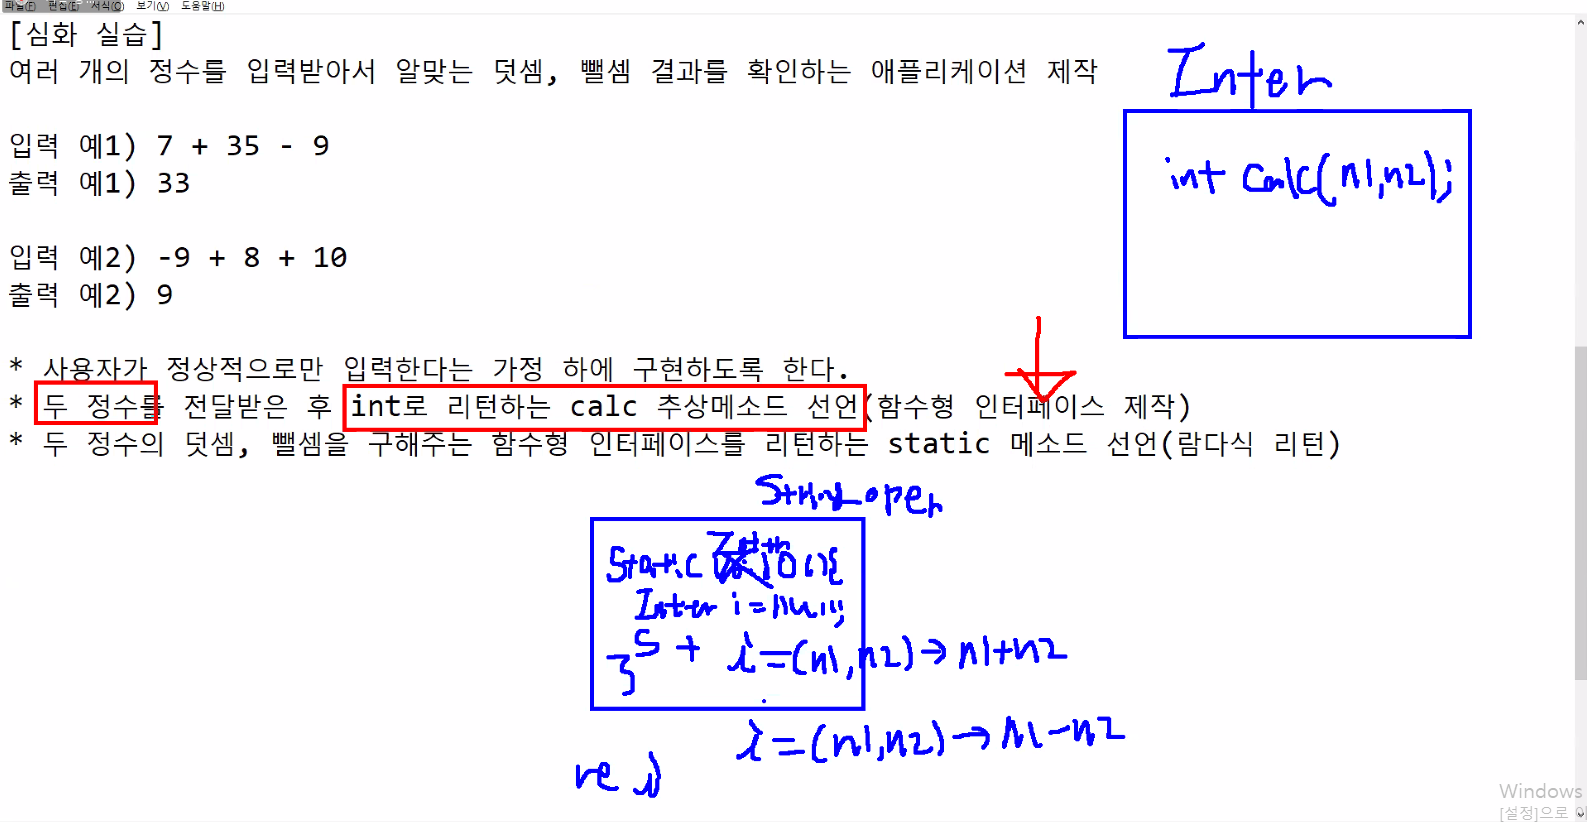 파일(F) 편집(E) 서식(O) 보기(V) 도움말(H)
[심화 실습]
여러 개의 정수를 입력받아서 알맞는 덧셈, 뺄셈 결과를 확인하는 애플리케이션 제작
Inter
int calc(n1,n2);
입력 예1) 7 + 35 - 9
출력 예1) 33
입력 예2) -9 + 8 + 10
출력 예2) 9
* 사용자가 정상적으로만 입력한다는 가정 하에 구현하도록 한다.
* 두 정수를 전달받은 후 int로 리턴하는 calc 추상메소드 선언(함수형 인터페이스 제작)
* 두 정수의 덧셈, 뺄셈을 구해주는 함수형 인터페이스를 리턴하는 static 메소드 선언(람다식 리턴)
oper
Static
Inter i = null;
+ i = (n1,n2) → n1+n2
i = (n1,n2) → n1-n2
re i)
Windows
[설정]으로